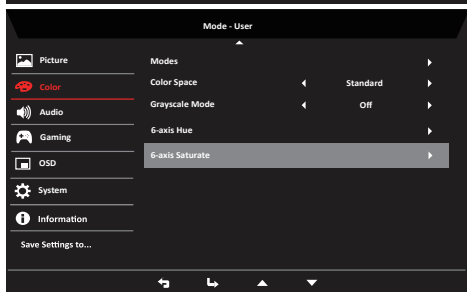 Mode - User
Picture
Color
Audio
Gaming
OSD
System
Information
Save Settings to...
Modes
Color Space Standard
Grayscale Mode Off
6-axis Hue
6-axis Saturate